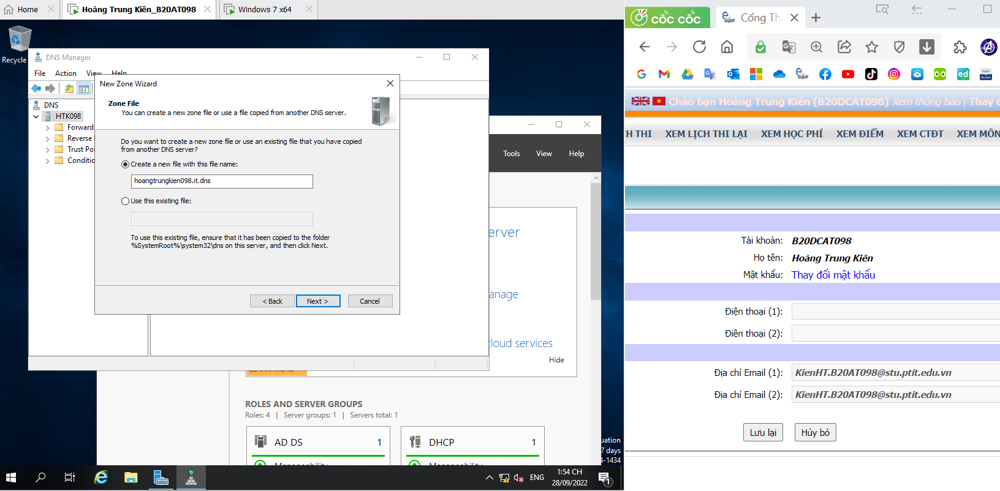 Home
Hoàng Trung Kiên_B20AT098
Windows 7 x64
Recycle
DNS Manager
File Action View Help
DNS
HTK098
Forward
Reverse
Trust Poi
Conditio
New Zone Wizard
Zone File
You can create a new zone file or use a file copied from another DNS server.
Do you want to create a new zone file or use an existing file that you have copied
from another DNS server?
Create a new file with this file name:
hoangtrungkien098.it.dns
Use this existing file:
To use this existing file, ensure that it has been copied to the folder
%SystemRoot%\system32\dns on this server, and then click Next.
< Back
Next >
Cancel
Tools View Help
erver
anage
cloud services
Hide
LEARN MORE
ROLES AND SERVER GROUPS
Roles: 4 | Server groups: 1 | Servers total: 1
AD DS 1
Manageability
DHCP 1
Manageability
uation
7 days
4-1434
ENG
1:54 CH
28/09/2022
1
cốc cốc
Cổng Thô
Chào bạn Hoàng Trung Kiên (B20DCAT098) Xem thông báo | Thay đ
CH THI XEM LỊCH THI LẠI XEM HỌC PHÍ XEM ĐIỂM XEM CTĐT XEM MÔN
Tài khoản: B20DCAT098
Họ tên: Hoàng Trung Kiên
Mật khẩu: Thay đổi mật khẩu
Điện thoại (1):
Điện thoại (2):
Địa chỉ Email (1): KienHT.B20AT098@stu.ptit.edu.vn
Địa chỉ Email (2): KienHT.B20AT098@stu.ptit.edu.vn
Lưu lại
Hủy bỏ